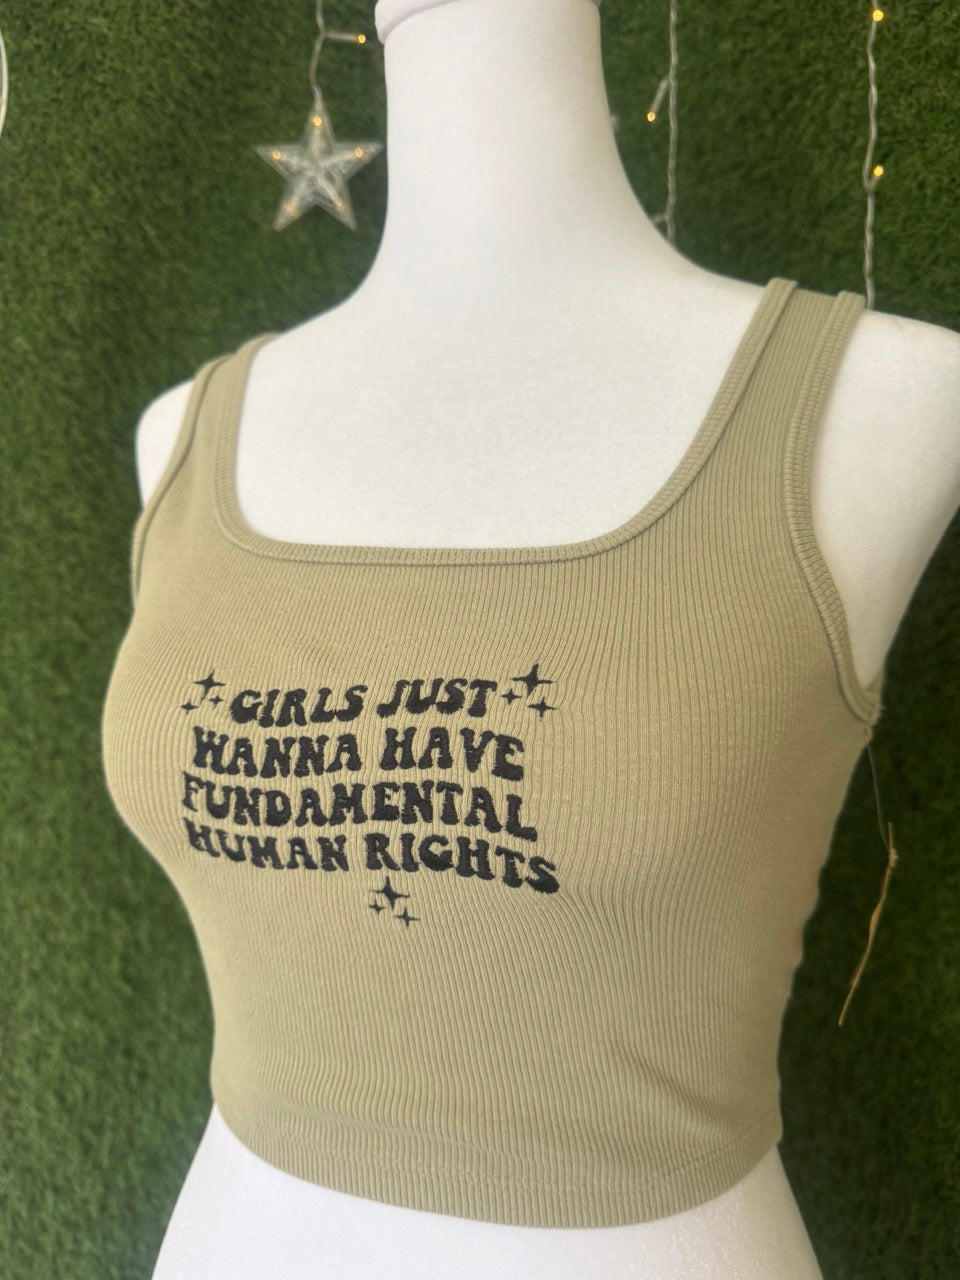 GIRLS JUST
WANNA HAVE
FUNDAMENTAL
HUMAN RIGHTS